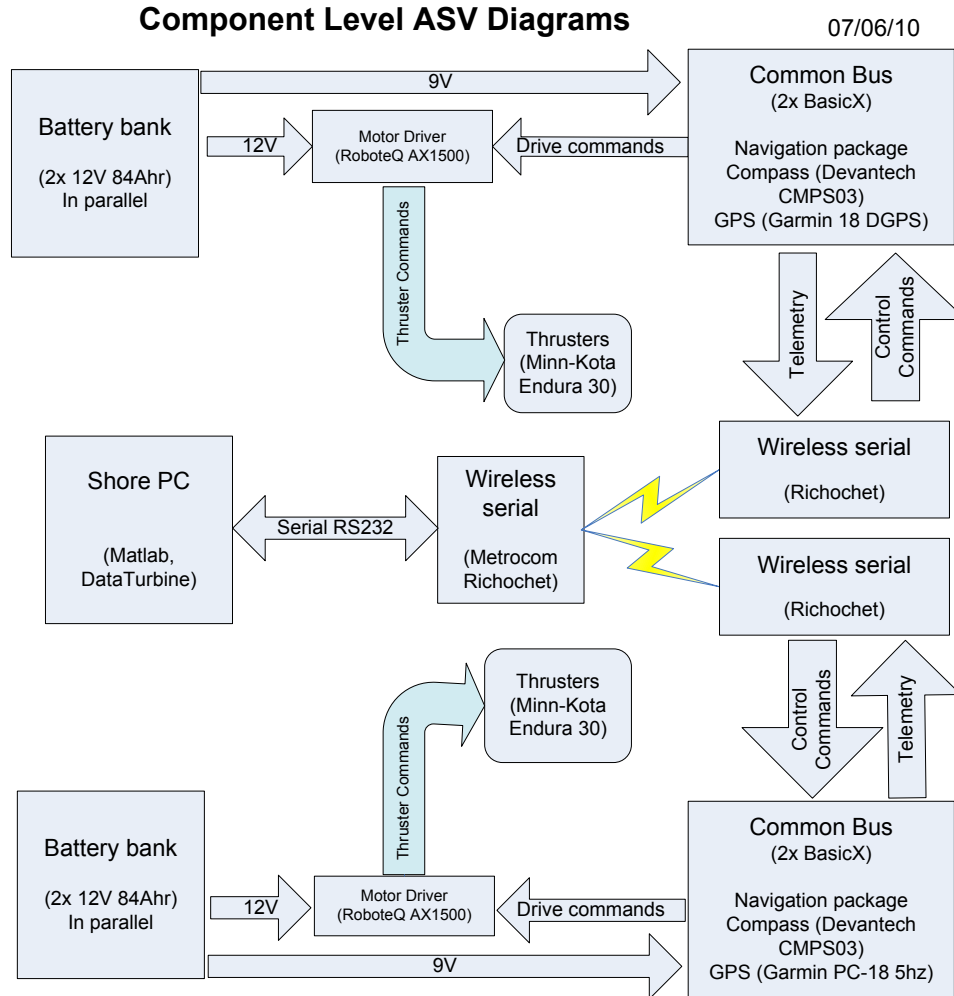 Component Level ASV Diagrams
07/06/10
9V
Battery bank
(2x 12V 84Ahr)
In parallel
12V
Motor Driver
(RoboteQ AX1500)
Drive commands
Common Bus
(2x BasicX)
Navigation package
Compass (Devantech
CMPS03)
GPS (Garmin 18 DGPS)
Thruster Commands
Thrusters
(Minn-Kota
Endura 30)
Telemetry
Control
Commands
Shore PC
(Matlab,
DataTurbine)
Serial RS232
Wireless
serial
(Metrocom
Richochet)
Wireless serial
(Richochet)
Wireless serial
(Richochet)
Thrusters
(Minn-Kota
Endura 30)
Thruster Commands
Control
Commands
Telemetry
Battery bank
(2x 12V 84Ahr)
In parallel
12V
Motor Driver
(RoboteQ AX1500)
Drive commands
9V
Common Bus
(2x BasicX)
Navigation package
Compass (Devantech
CMPS03)
GPS (Garmin PC-18 5hz)